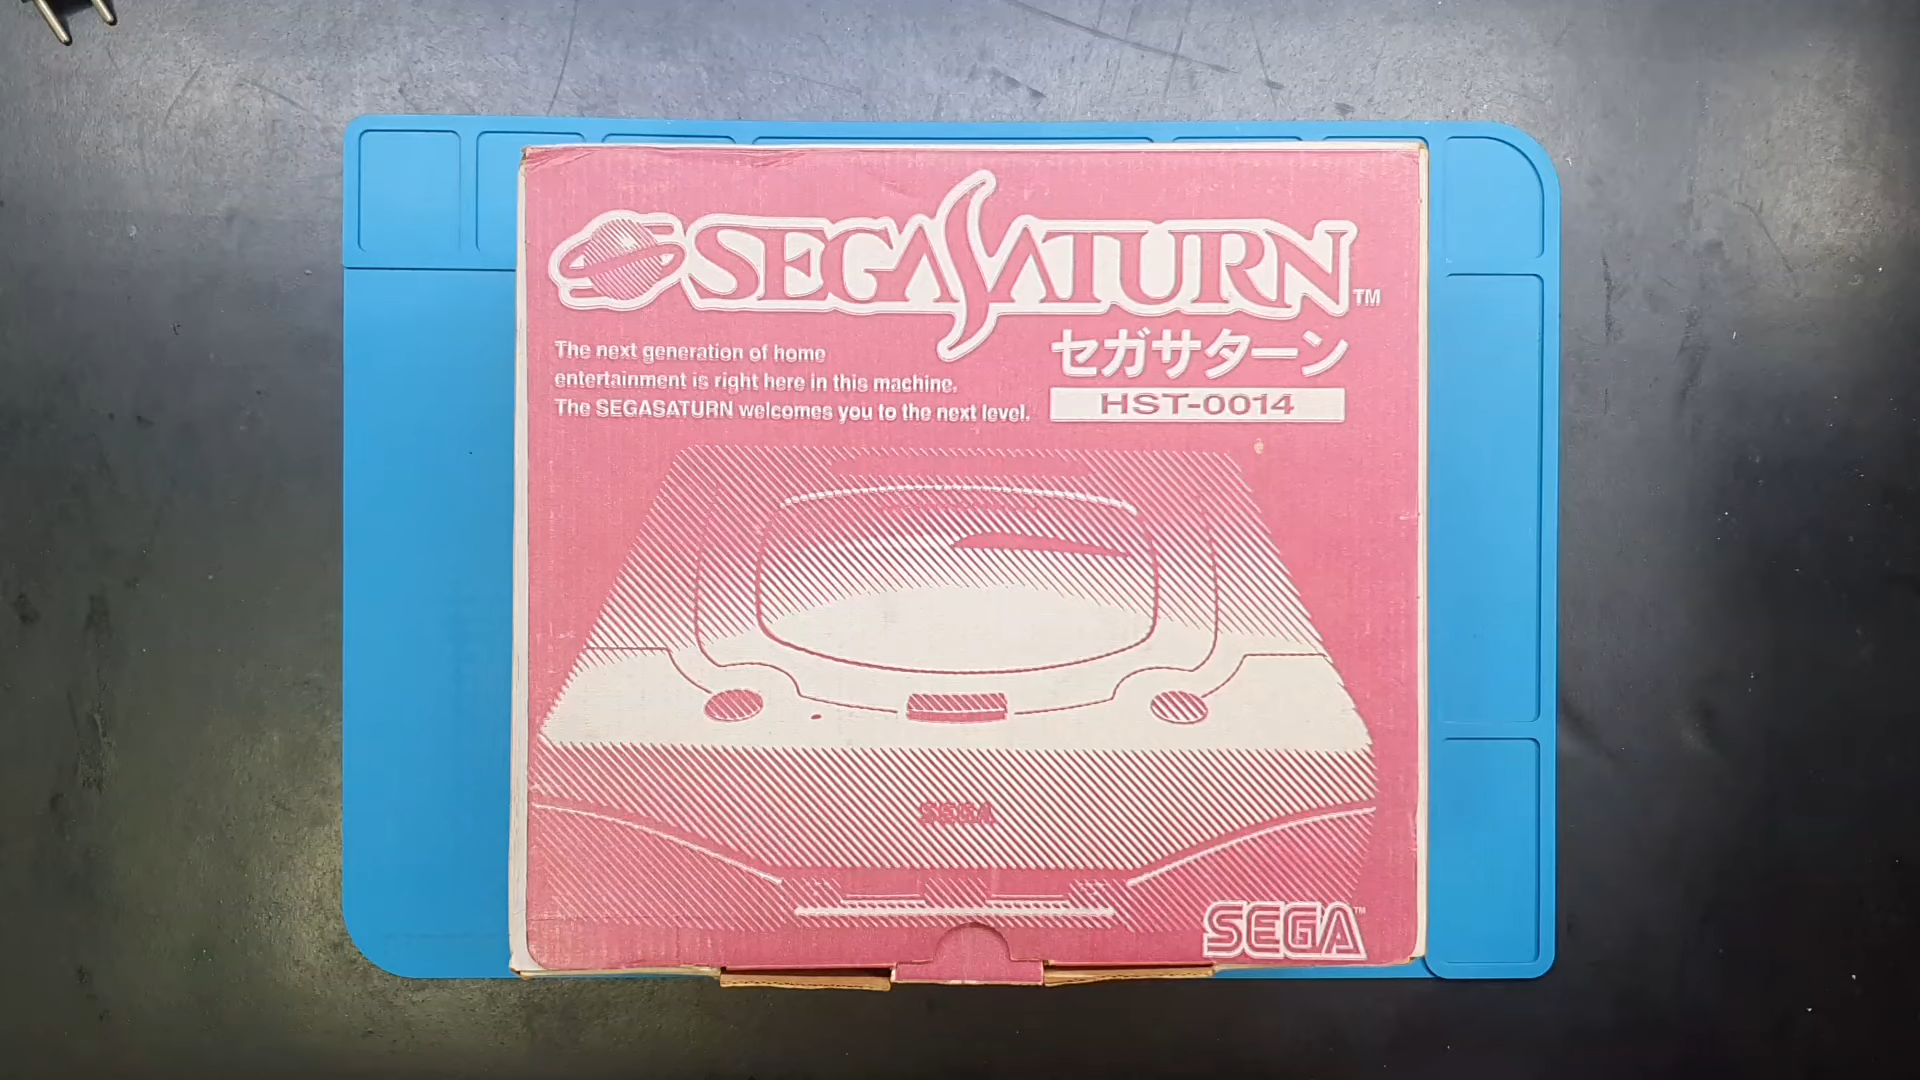 SEGASATURN™
セガサターン
HST-0014
The next generation of home
entertainment is right here in this machine.
The SEGASATURN welcomes you to the next level.
SEGA
SEGA™